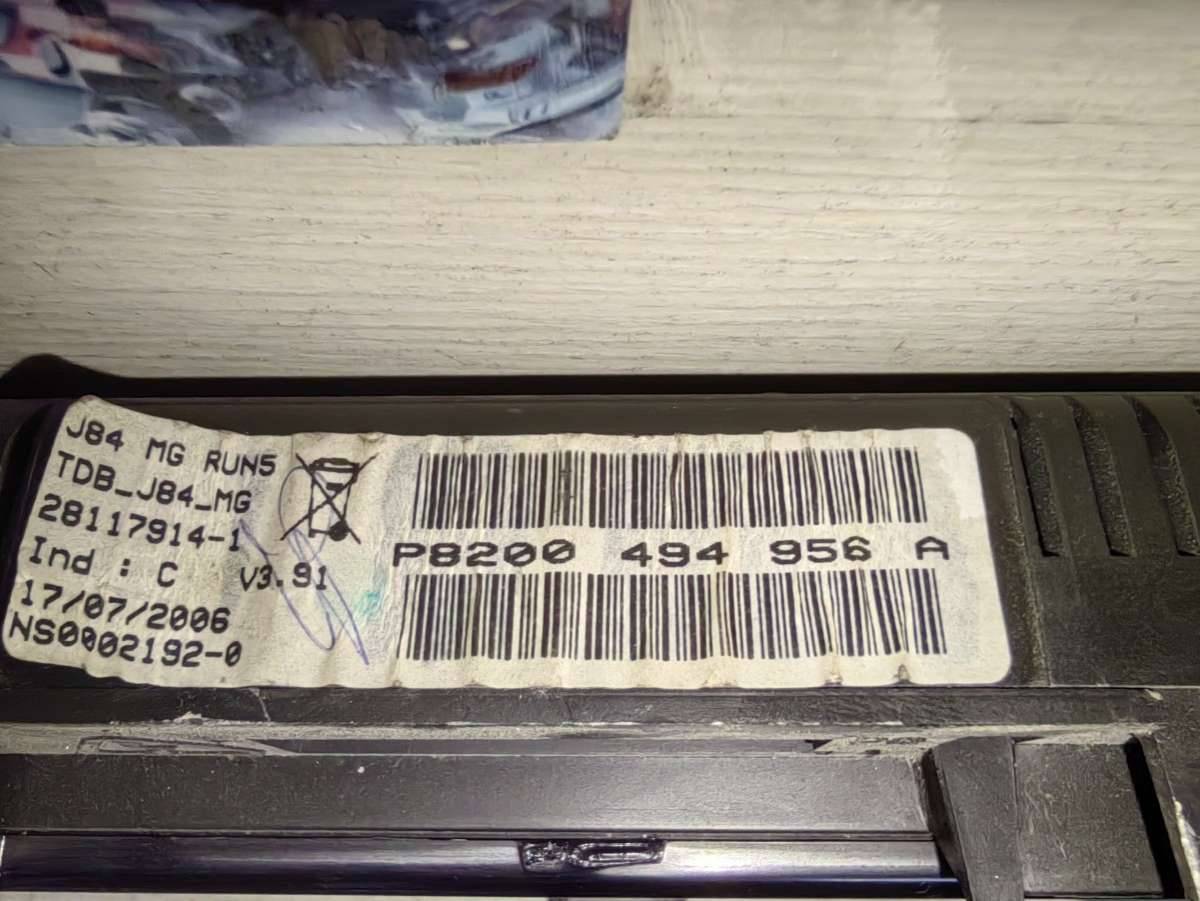 J84 MG RUN5
TDB_J84_MG
28117914-1
Ind : C V3.91
17/07/2006
NS0002192-0
P8200 494 956 A